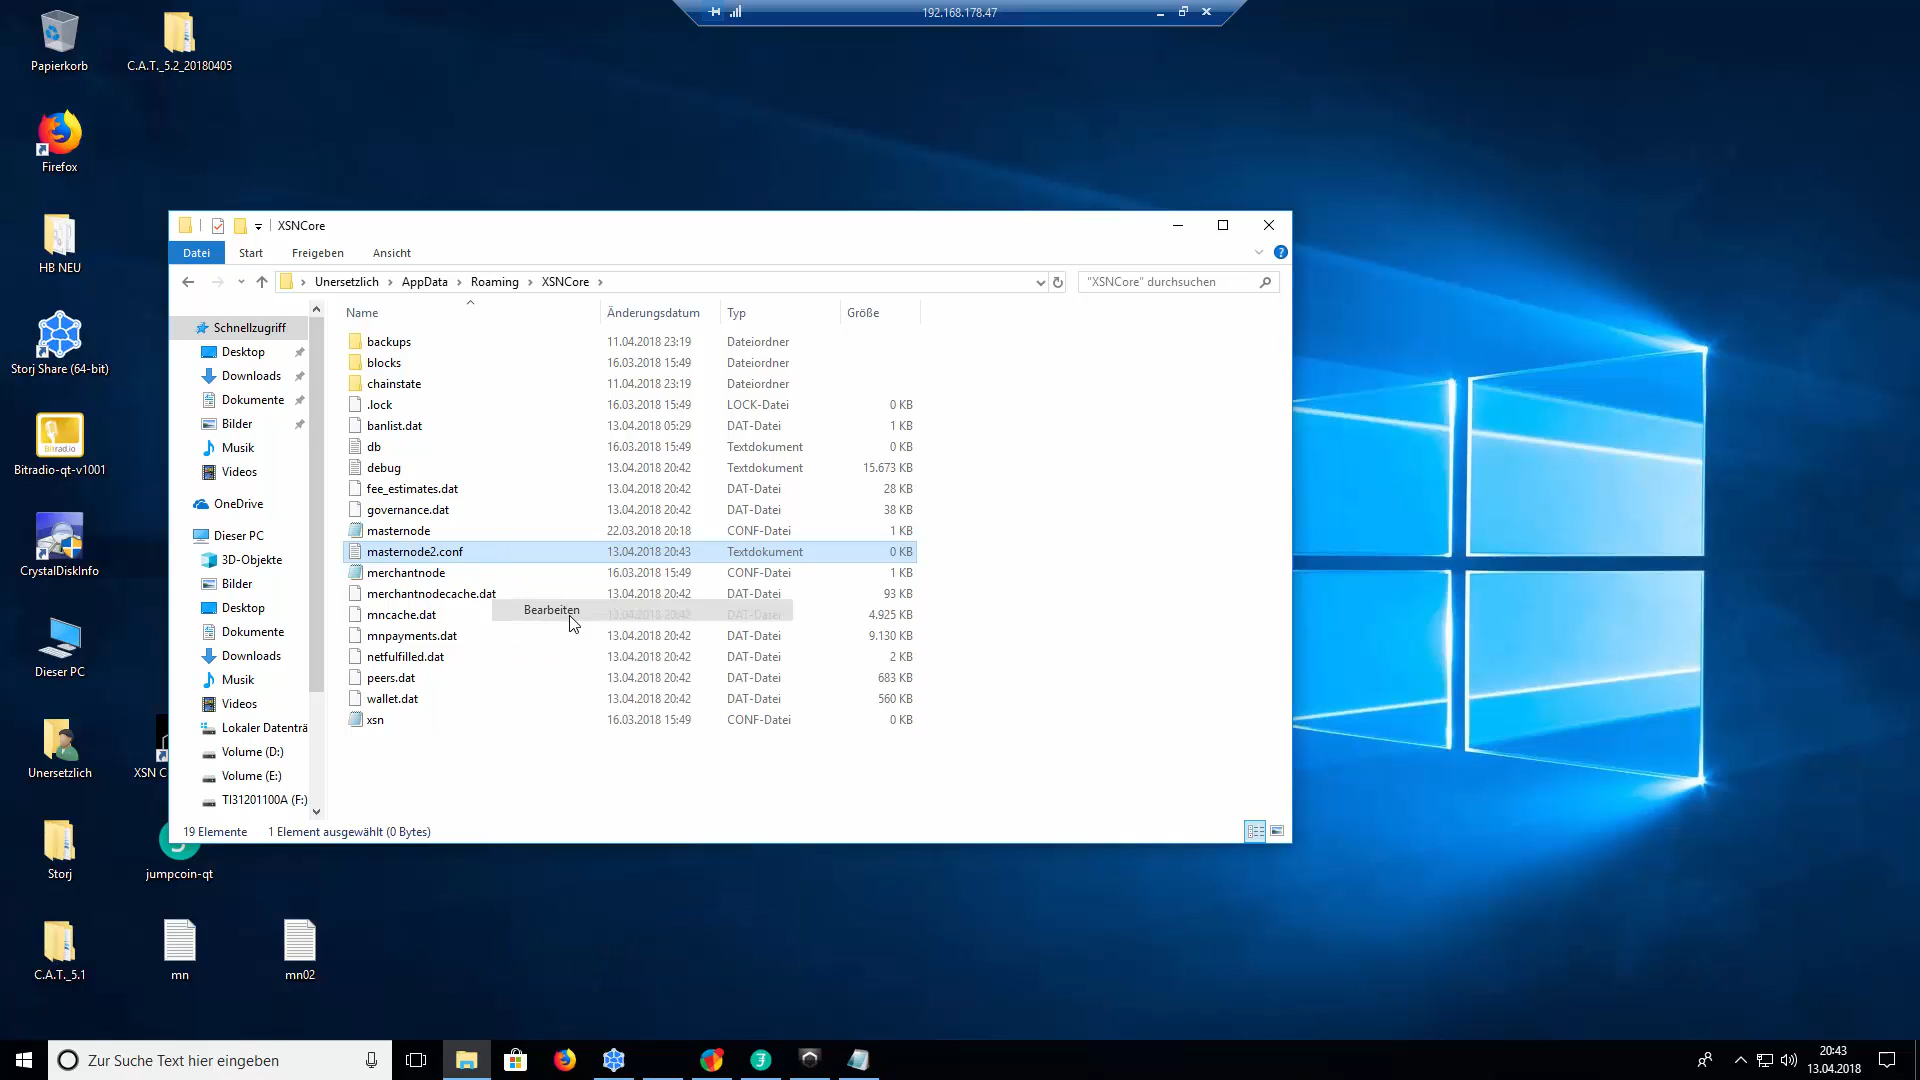 192.168.178.47
Papierkorb
C.A.T._5.2_20180405
Firefox
HB NEU
Storj Share (64-bit)
Bitrad.io
Bitradio-qt-v1001
CrystalDiskInfo
Dieser PC
Unersetzlich
XSN C
Storj
jumpcoin-qt
C.A.T._5.1
mn
mn02
XSNCore
Datei
Start
Freigeben
Ansicht
Unersetzlich
AppData
Roaming
XSNCore
"XSNCore" durchsuchen
Schnellzugriff
Desktop
Downloads
Dokumente
Bilder
Musik
Videos
OneDrive
Dieser PC
3D-Objekte
Bilder
Desktop
Dokumente
Downloads
Musik
Videos
Lokaler Datenträ
Volume (D:)
Volume (E:)
TI31201100A (F:)
Name Änderungsdatum Typ Größe
backups 11.04.2018 23:19 Dateiordner
blocks 16.03.2018 15:49 Dateiordner
chainstate 11.04.2018 23:19 Dateiordner
.lock 16.03.2018 15:49 LOCK-Datei 0 KB
banlist.dat 13.04.2018 05:29 DAT-Datei 1 KB
db 16.03.2018 15:49 Textdokument 0 KB
debug 13.04.2018 20:42 Textdokument 15.673 KB
fee_estimates.dat 13.04.2018 20:42 DAT-Datei 28 KB
governance.dat 13.04.2018 20:42 DAT-Datei 38 KB
masternode 22.03.2018 20:18 CONF-Datei 1 KB
masternode2.conf 13.04.2018 20:43 Textdokument 0 KB
merchantnode 16.03.2018 15:49 CONF-Datei 1 KB
merchantnodecache.dat 13.04.2018 20:42 DAT-Datei 93 KB
Bearbeiten
mncache.dat 13.04.2018 20:42 DAT-Datei 4.925 KB
mnpayments.dat 13.04.2018 20:42 DAT-Datei 9.130 KB
netfulfilled.dat 13.04.2018 20:42 DAT-Datei 2 KB
peers.dat 13.04.2018 20:42 DAT-Datei 683 KB
wallet.dat 13.04.2018 20:42 DAT-Datei 560 KB
xsn 16.03.2018 15:49 CONF-Datei 0 KB
19 Elemente 1 Element ausgewählt (0 Bytes)
Zur Suche Text hier eingeben
20:43
13.04.2018